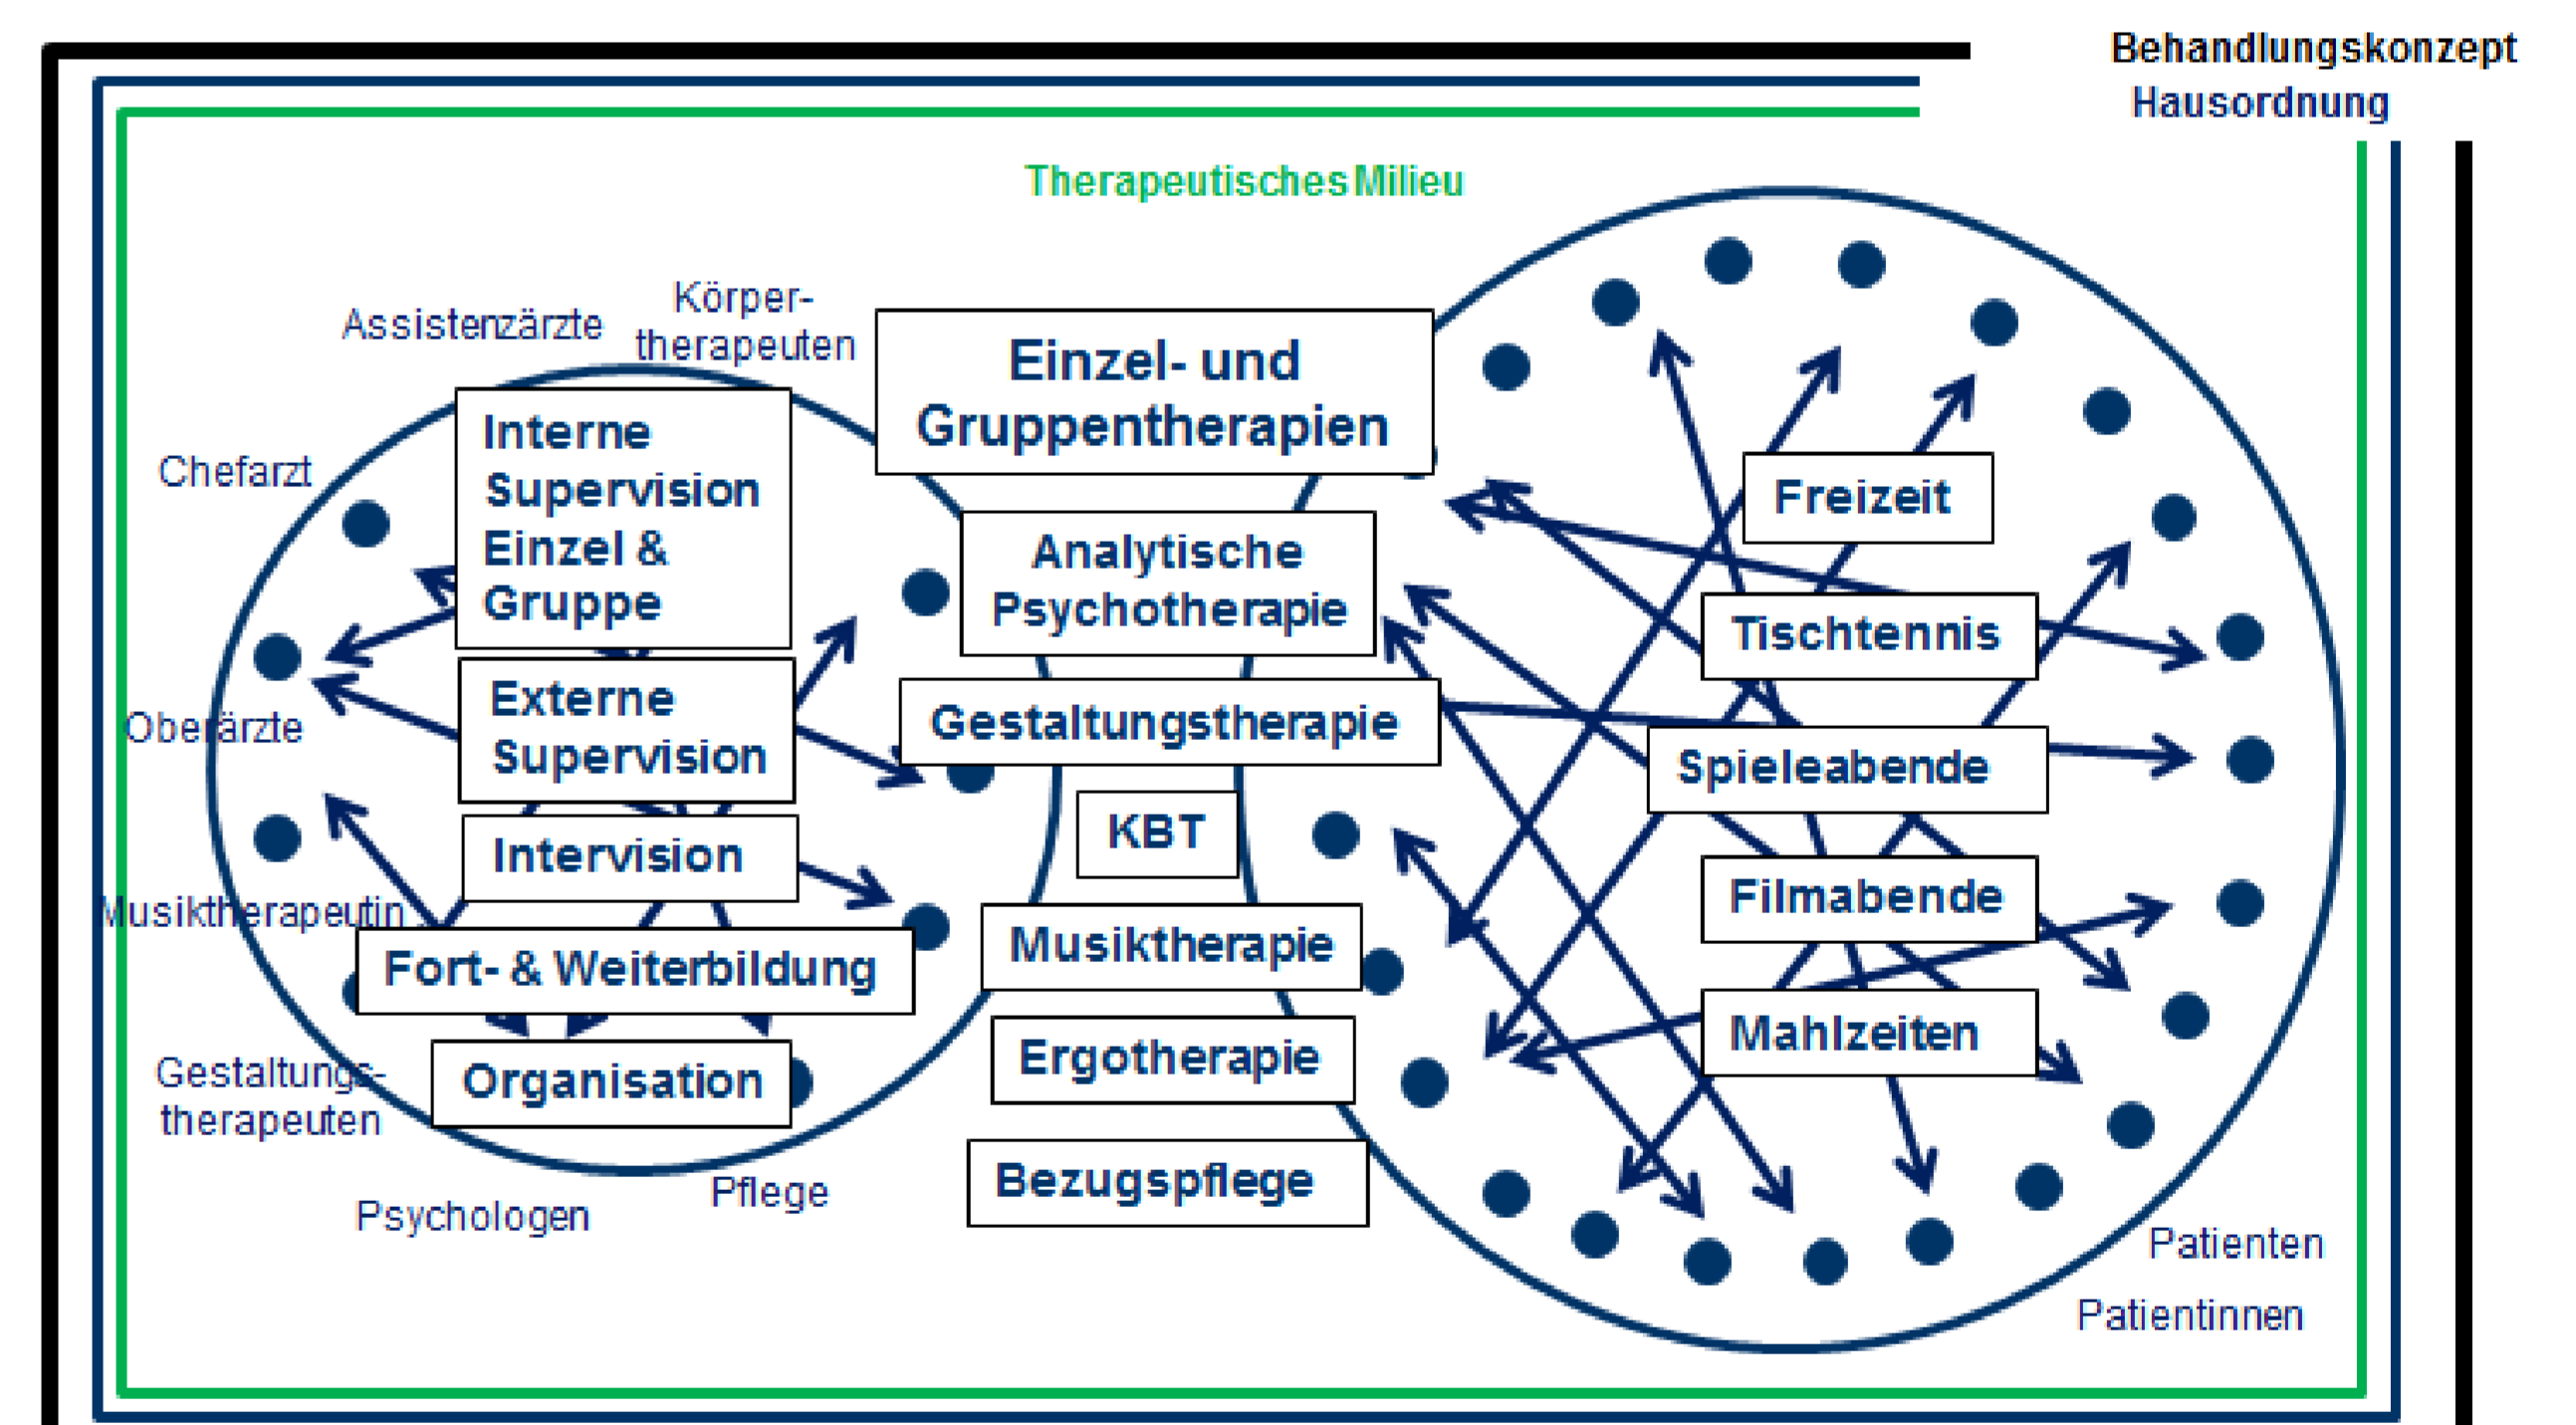 Behandlungskonzept
Hausordnung
Therapeutisches Milieu
Assistenzärzte
Körper-
therapeuten
Chefarzt
Oberärzte
Musiktherapeutin
Gestaltungs-
therapeuten
Psychologen
Pflege
Interne
Supervision
Einzel &
Gruppe
Externe
Supervision
Intervision
Fort- & Weiterbildung
Organisation
Einzel- und
Gruppentherapien
Analytische
Psychotherapie
Gestaltungstherapie
KBT
Musiktherapie
Ergotherapie
Bezugspflege
Freizeit
Tischtennis
Spieleabende
Filmabende
Mahlzeiten
Patienten
Patientinnen